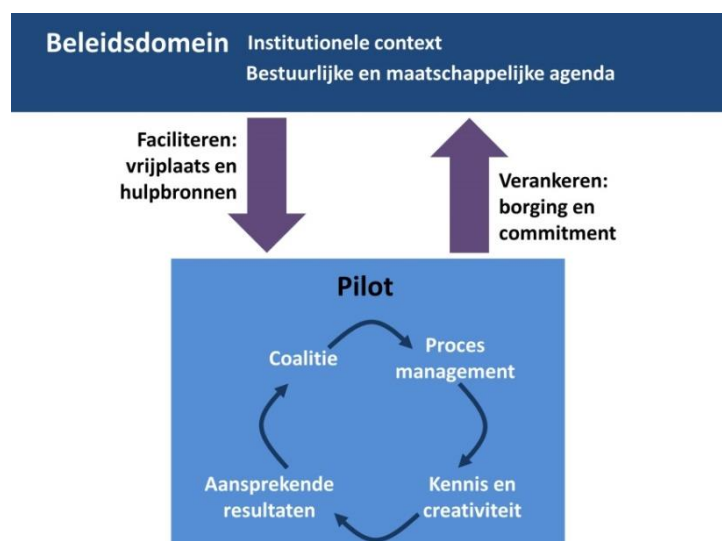 Beleidsdomein Institutionele context
Bestuurlijke en maatschappelijke agenda
Faciliteren:
vrijplaats en
hulpbronnen
Verankeren:
borging en
commitment
Pilot
Coalitie
Proces
management
Kennis en
creativiteit
Aansprekende
resultaten